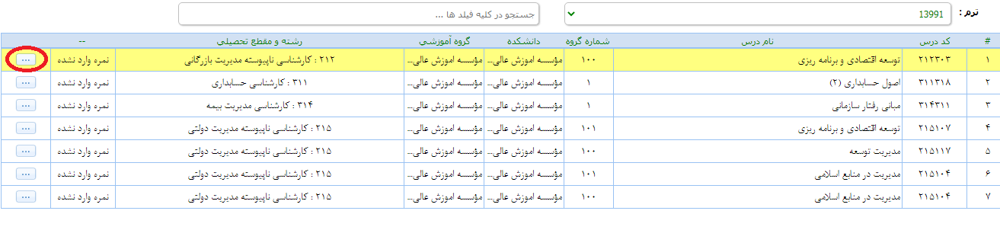 ترم : 13991 جستجو در کلیه فیلد ها ...
# کد درس نام درس شماره گروه دانشکده گروه آموزشی رشته و مقطع تحصیلی --
۱ ۲۱۲۳۰۳ توسعه اقتصادی و برنامه ریزی ۱۰۰ مؤسسه اموزش عالی... مؤسسه اموزش عالی... ۲۱۲ : کارشناسی ناپیوسته مدیریت بازرگانی نمره وارد نشده ...
۲ ۳۱۱۳۱۸ اصول حسابداری (۲) ۱ مؤسسه اموزش عالی... مؤسسه اموزش عالی... ۳۱۱ : کارشناسی حسابداری نمره وارد نشده ...
۳ ۳۱۴۳۱۱ مبانی رفتار سازمانی ۱ مؤسسه اموزش عالی... مؤسسه اموزش عالی... ۳۱۴ : کارشناسی مدیریت بیمه نمره وارد نشده ...
۴ ۲۱۵۱۰۷ توسعه اقتصادی و برنامه ریزی ۱۰۱ مؤسسه اموزش عالی... مؤسسه اموزش عالی... ۲۱۵ : کارشناسی ناپیوسته مدیریت دولتی نمره وارد نشده ...
۵ ۲۱۵۱۱۷ مدیریت توسعه ۱۰۰ مؤسسه اموزش عالی... مؤسسه اموزش عالی... ۲۱۵ : کارشناسی ناپیوسته مدیریت دولتی نمره وارد نشده ...
۶ ۲۱۵۱۰۴ مدیریت در منابع اسلامی ۱۰۱ مؤسسه اموزش عالی... مؤسسه اموزش عالی... ۲۱۵ : کارشناسی ناپیوسته مدیریت دولتی نمره وارد نشده ...
۷ ۲۱۵۱۰۴ مدیریت در منابع اسلامی ۱۰۰ مؤسسه اموزش عالی... مؤسسه اموزش عالی... ۲۱۵ : کارشناسی ناپیوسته مدیریت دولتی نمره وارد نشده ...